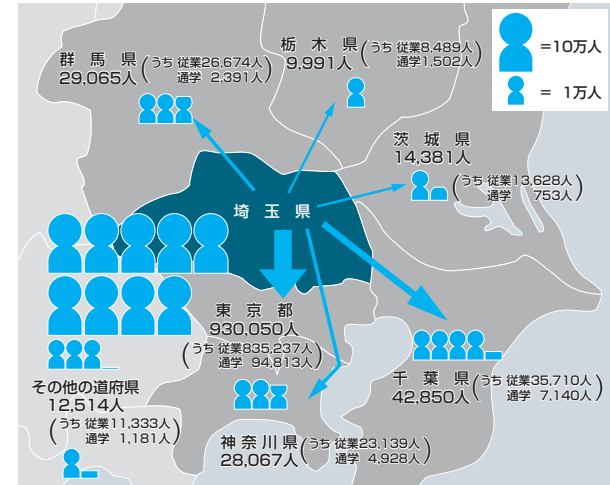 =10万人
= 1万人
群馬県
29,065人
(うち 従業26,674人
通学 2,391人)
栃木県
9,991人
(うち 従業8,489人
通学1,502人)
茨城県
14,381人
(うち 従業13,628人
通学 753人)
埼玉県
東京都
930,050人
(うち 従業835,237人
通学 94,813人)
千葉県
42,850人
(うち 従業35,710人
通学 7,140人)
その他の道府県
12,514人
(うち 従業11,333人
通学 1,181人)
神奈川県
28,067人
(うち 従業23,139人
通学 4,928人)